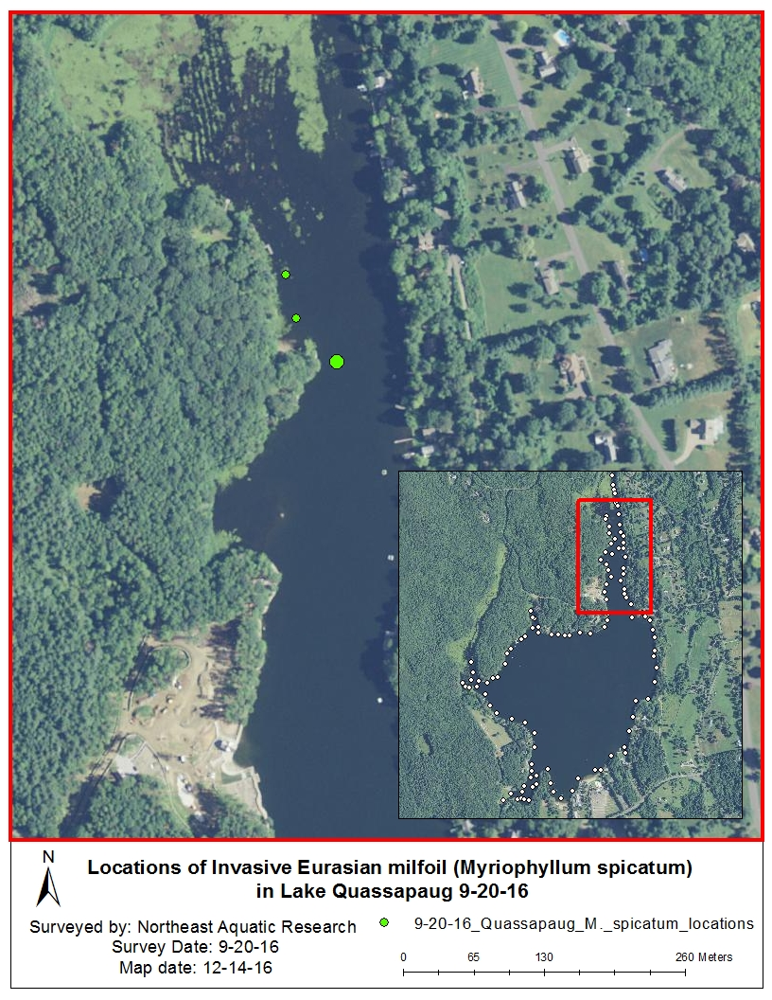 N
Locations of Invasive Eurasian milfoil (Myriophyllum spicatum)
in Lake Quassapaug 9-20-16
Surveyed by: Northeast Aquatic Research
Survey Date: 9-20-16
Map date: 12-14-16
9-20-16_Quassapaug_M._spicatum_locations
0 65 130 260 Meters